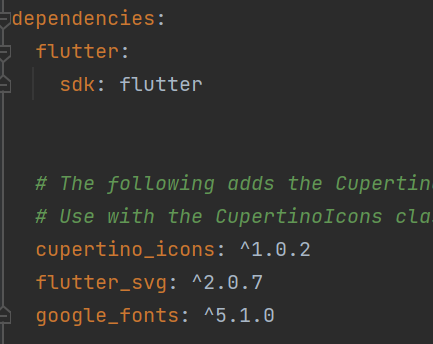 dependencies:
flutter:
sdk: flutter
# The following adds the Cupertin
# Use with the CupertinoIcons cla
cupertino_icons: ^1.0.2
flutter_svg: ^2.0.7
google_fonts: ^5.1.0